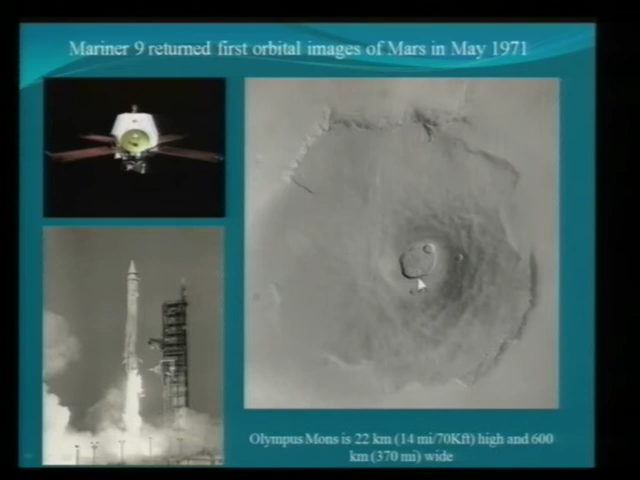 Mariner 9 returned first orbital images of Mars in May 1971
Olympus Mons is 22 km (14 mi/70Kft) high and 600
km (370 mi) wide